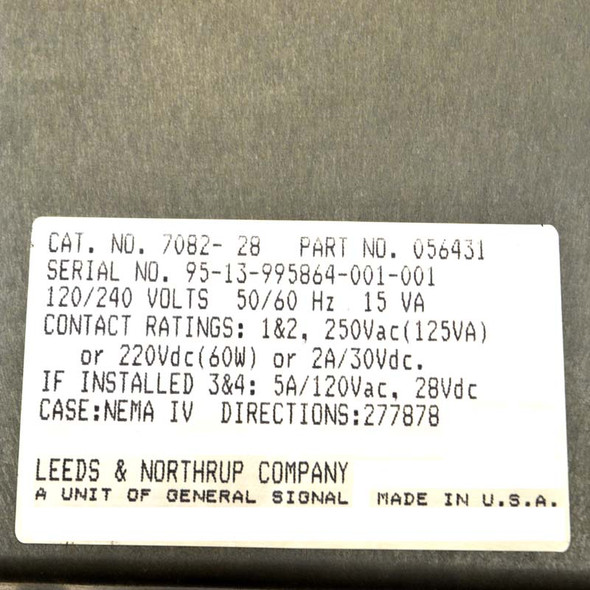 CAT. NO. 7082- 28 PART NO. 056431
SERIAL NO. 95-13-995864-001-001
120/240 VOLTS 50/60 Hz 15 VA
CONTACT RATINGS: 1&2, 250Vac(125VA)
or 220Vdc(60W) or 2A/30Vdc.
IF INSTALLED 3&4: 5A/120Vac, 28Vdc
CASE:NEMA IV DIRECTIONS:277878
LEEDS & NORTHRUP COMPANY
A UNIT OF GENERAL SIGNAL MADE IN U.S.A.